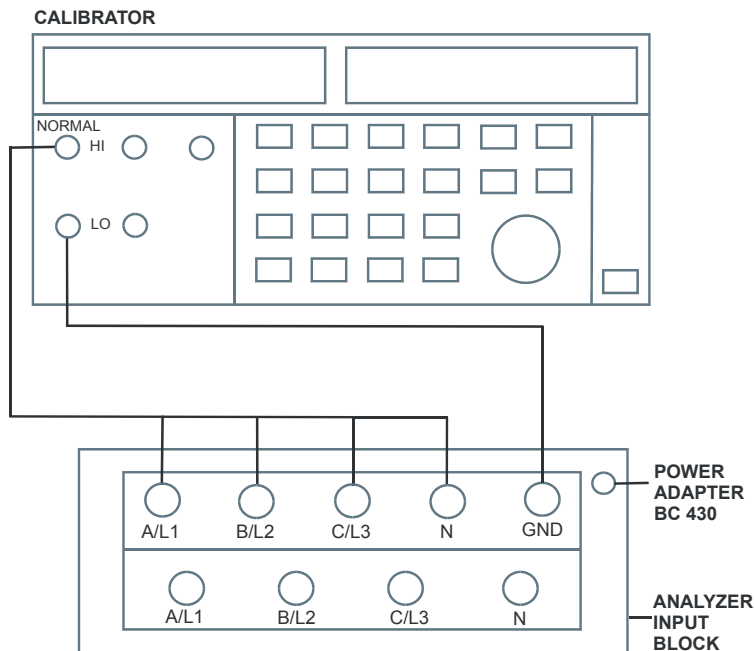 CALIBRATOR
NORMAL
HI
LO
A/L1
B/L2
C/L3
N
GND
POWER
ADAPTER
BC 430
A/L1
B/L2
C/L3
N
ANALYZER
INPUT
BLOCK